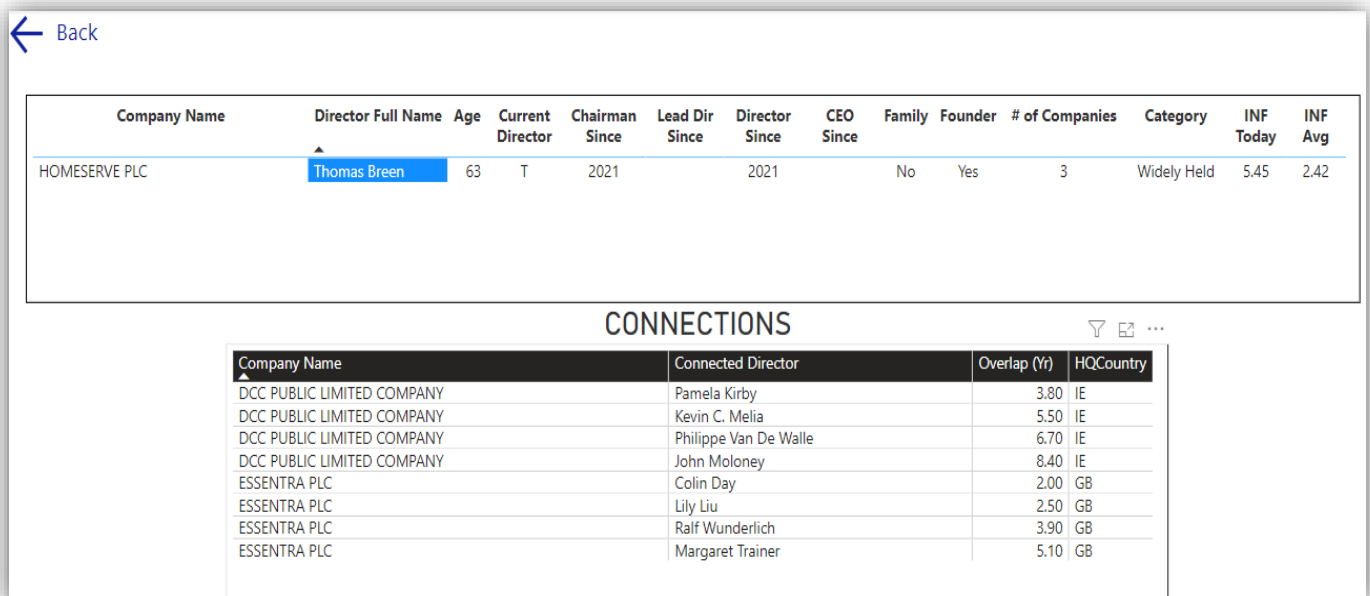 Back
Company Name Director Full Name Age Current Director Chairman Since Lead Dir Since Director Since CEO Since Family Founder # of Companies Category INF Today INF Avg
HOMESERVE PLC Thomas Breen 63 T 2021 2021 No Yes 3 Widely Held 5.45 2.42
CONNECTIONS
Company Name Connected Director Overlap (Yr) HQCountry
DCC PUBLIC LIMITED COMPANY Pamela Kirby 3.80 IE
DCC PUBLIC LIMITED COMPANY Kevin C. Melia 5.50 IE
DCC PUBLIC LIMITED COMPANY Philippe Van De Walle 6.70 IE
DCC PUBLIC LIMITED COMPANY John Moloney 8.40 IE
ESSENTRA PLC Colin Day 2.00 GB
ESSENTRA PLC Lily Liu 2.50 GB
ESSENTRA PLC Ralf Wunderlich 3.90 GB
ESSENTRA PLC Margaret Trainer 5.10 GB